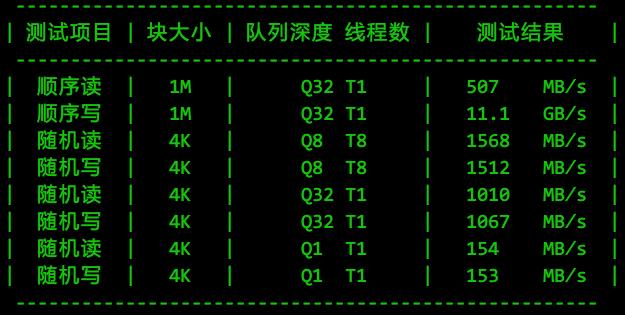 ------------------------------------------------------
| 测试项目 | 块大小 | 队列深度 线程数 | 测试结果 |
------------------------------------------------------
| 顺序读 | 1M | Q32 T1 | 507 MB/s |
| 顺序写 | 1M | Q32 T1 | 11.1 GB/s |
| 随机读 | 4K | Q8 T8 | 1568 MB/s |
| 随机写 | 4K | Q8 T8 | 1512 MB/s |
| 随机读 | 4K | Q32 T1 | 1010 MB/s |
| 随机写 | 4K | Q32 T1 | 1067 MB/s |
| 随机读 | 4K | Q1 T1 | 154 MB/s |
| 随机写 | 4K | Q1 T1 | 153 MB/s |
------------------------------------------------------